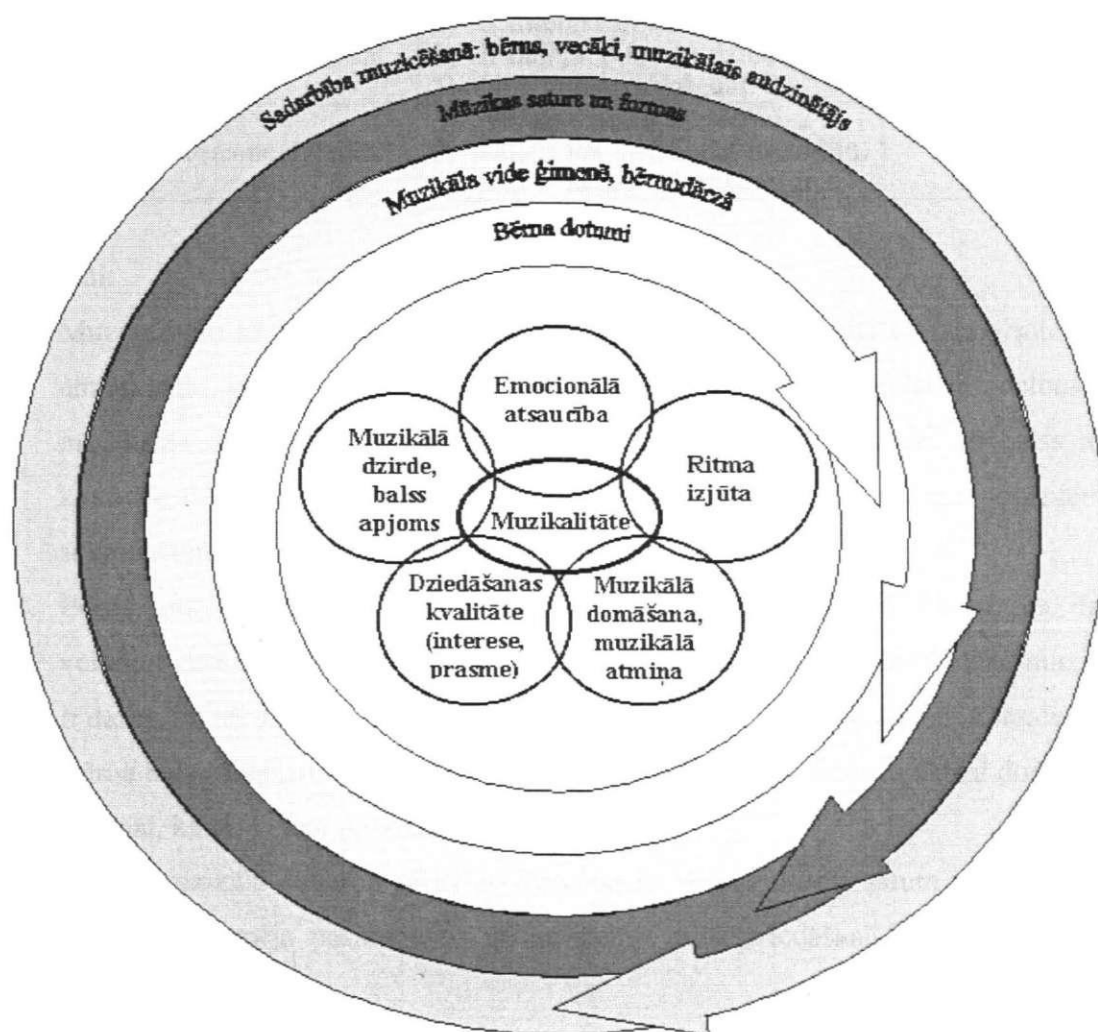 Sadarbība muzicēšanā: bērns, vecāki, muzikālais audzinātājs
Mūzikas saturs un formas
Muzikāla vide ģimenē, bērnudārzā
Bērna dotumi
Emocionālā
atsaucība
Muzikālā
dzirde,
balss
apjoms
Ritma
izjūta
Muzikalitāte
Dziedāšanas
kvalitāte
(interese,
prasme)
Muzikālā
domāšana,
muzikālā
atmiņa